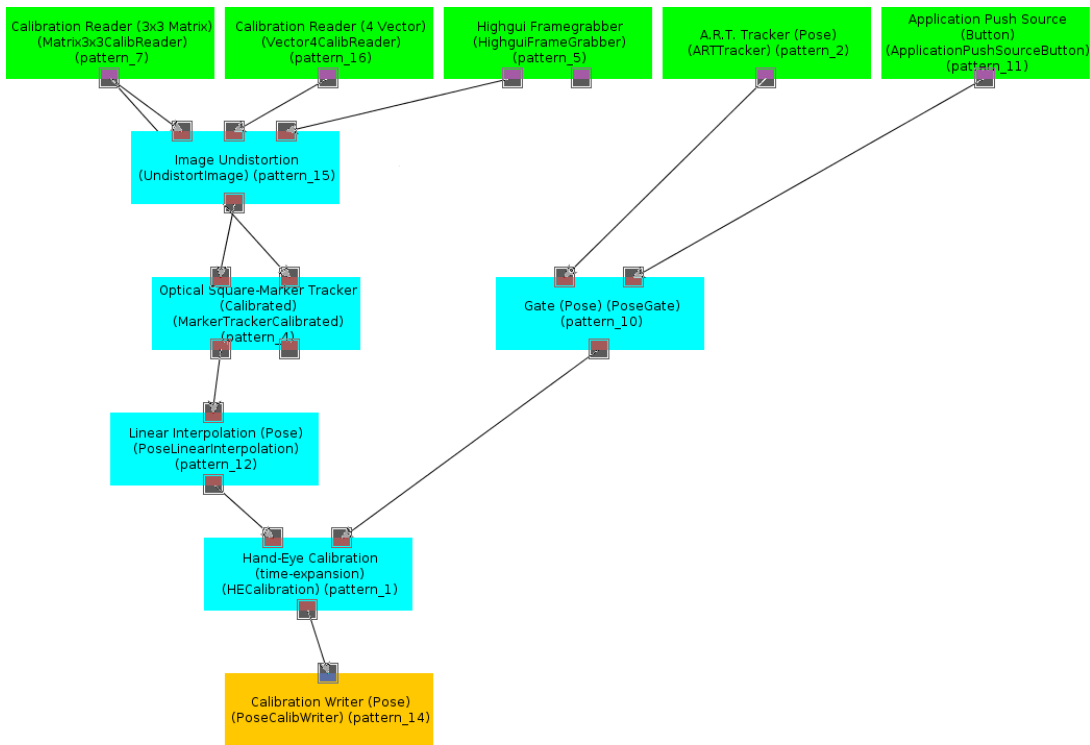 Calibration Reader (3x3 Matrix)
(Matrix3x3CalibReader)
(pattern_7)
Calibration Reader (4 Vector)
(Vector4CalibReader)
(pattern_16)
Highgui Framegrabber
(HighguiFrameGrabber)
(pattern_5)
A.R.T. Tracker (Pose)
(ARTTracker) (pattern_2)
Application Push Source
(Button)
(ApplicationPushSourceButton)
(pattern_11)
Image Undistortion
(UndistortImage) (pattern_15)
Optical Square-Marker Tracker
(Calibrated)
(MarkerTrackerCalibrated)
(pattern_4)
Gate (Pose) (PoseGate)
(pattern_10)
Linear Interpolation (Pose)
(PoseLinearInterpolation)
(pattern_12)
Hand-Eye Calibration
(time-expansion)
(HECalibration) (pattern_1)
Calibration Writer (Pose)
(PoseCalibWriter) (pattern_14)